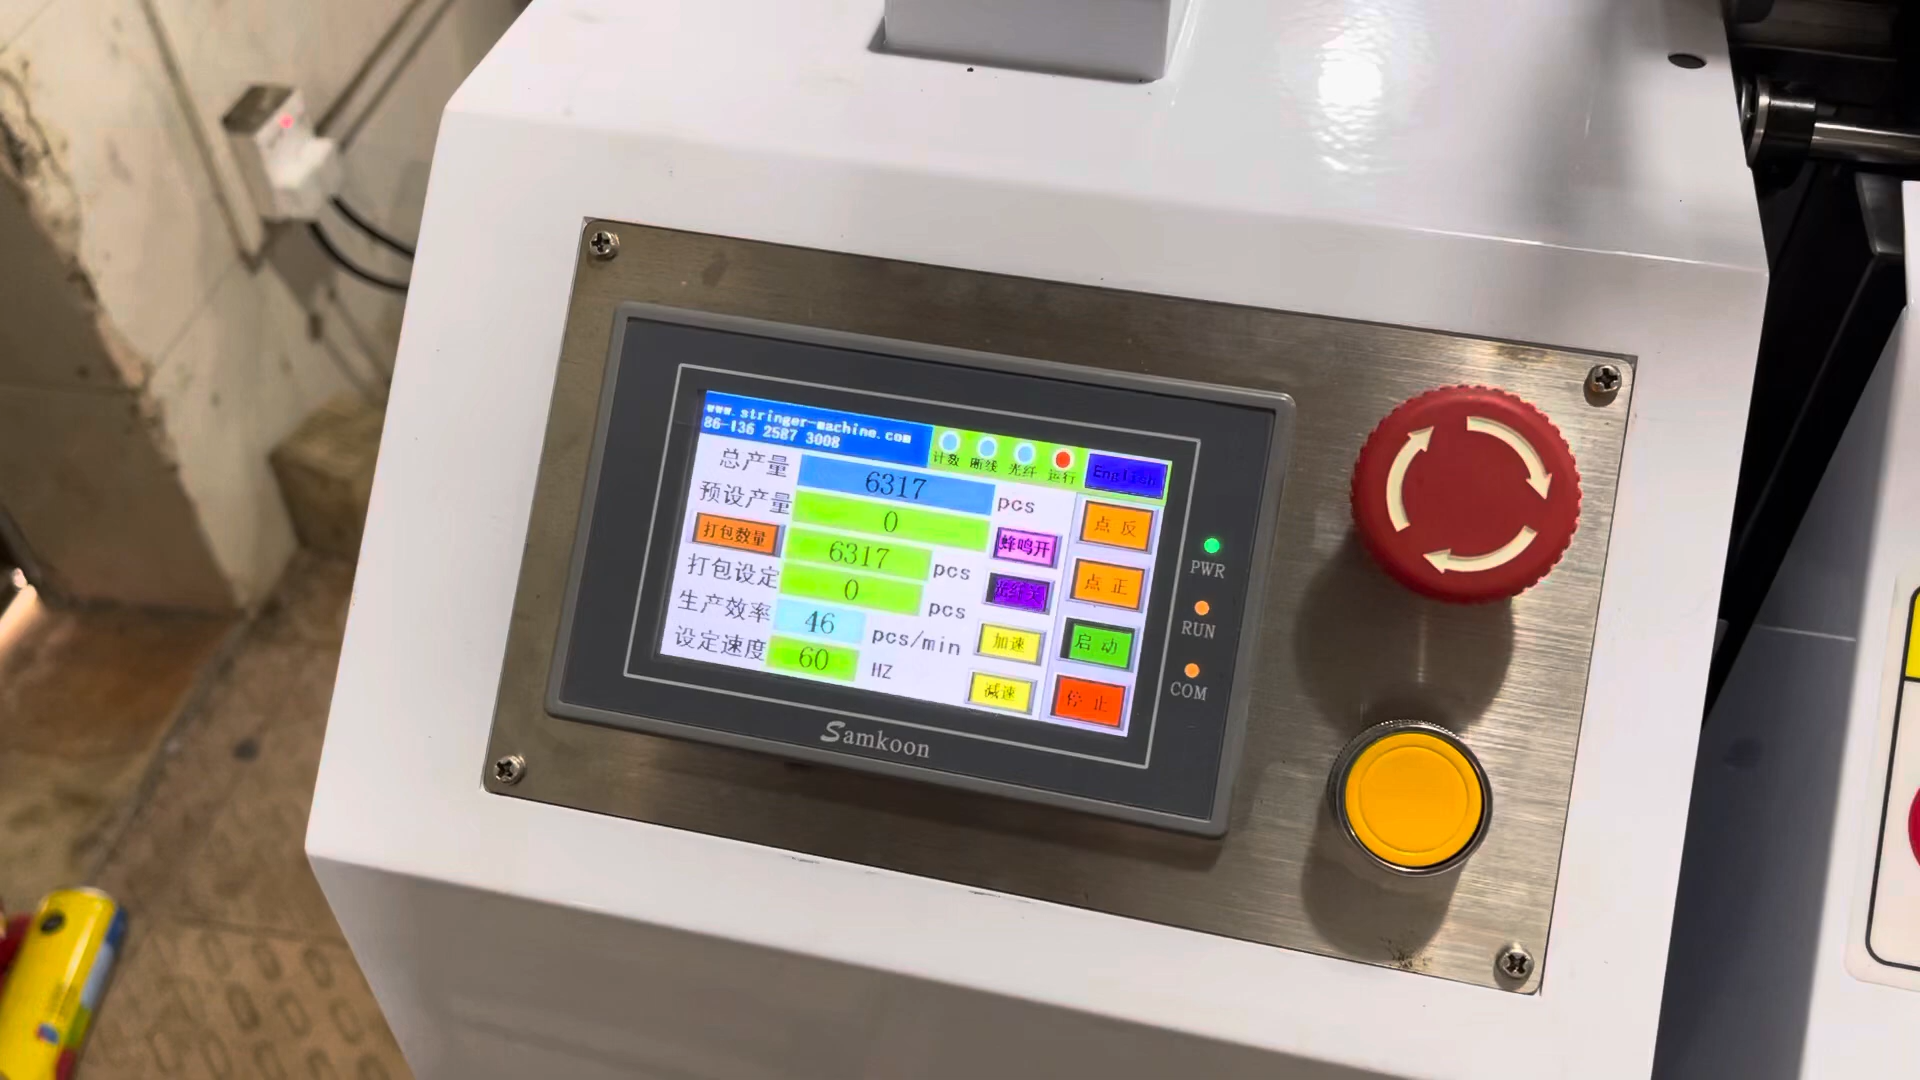 www.stringer-machine.com
86-136 2587 3008
计数 断线 光纤 运行
English
总产量 6317 pcs
预设产量 0
打包数量 6317 pcs
打包设定 0 pcs
生产效率 46 pcs/min
设定速度 60 HZ
蜂鸣开
加速
减速
点反
点正
启动
停止
PWR
RUN
COM
Samkoon